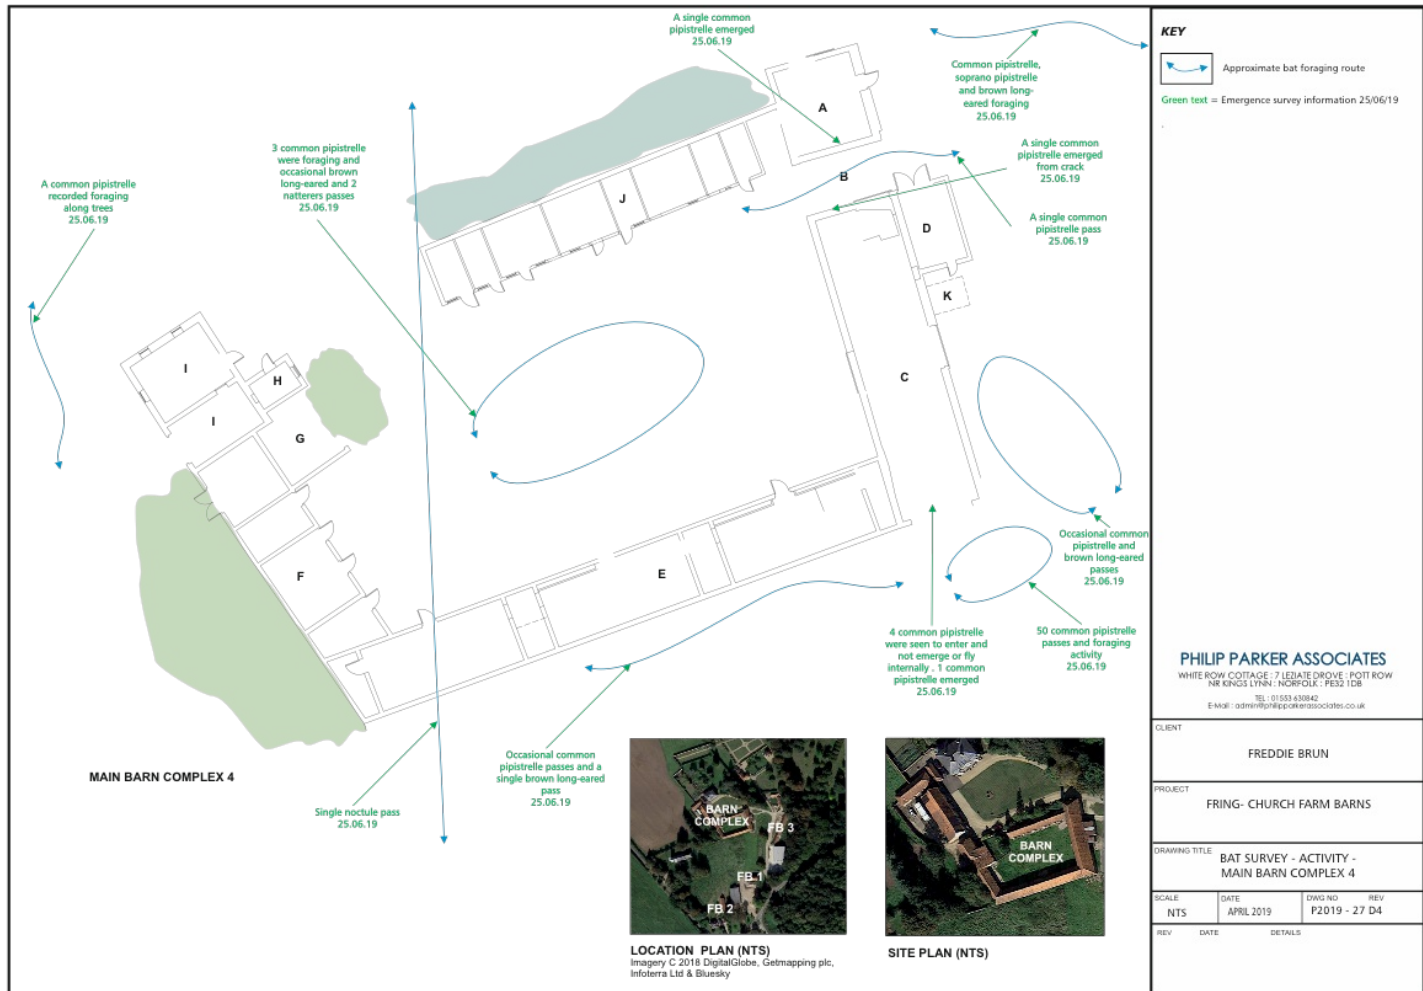 A single common
pipistrelle emerged
25.06.19
Common pipistrelle,
soprano pipistrelle
and brown long-
eared foraging
25.06.19
3 common pipistrelle
were foraging and
occasional brown
long-eared and 2
natterers passes
25.06.19
A common pipistrelle
recorded foraging
along trees
25.06.19
A single common
pipistrelle emerged
from crack
25.06.19
A single common
pipistrelle pass
25.06.19
A
B
J
D
K
C
I
H
I
G
F
E
Occasional common
pipistrelle and
brown long-eared
passes
25.06.19
4 common pipistrelle
were seen to enter and
not emerge or fly
internally . 1 common
pipistrelle emerged
25.06.19
50 common pipistrelle
passes and foraging
activity
25.06.19
Occasional common
pipistrelle passes and a
single brown long-eared
pass
25.06.19
Single noctule pass
25.06.19
MAIN BARN COMPLEX 4
BARN
COMPLEX
FB 3
FB 1
FB 2
LOCATION PLAN (NTS)
Imagery C 2018 DigitalGlobe, Getmapping plc,
Infoterra Ltd & Bluesky
BARN
COMPLEX
SITE PLAN (NTS)
KEY
Approximate bat foraging route
Green text = Emergence survey information 25/06/19
PHILIP PARKER ASSOCIATES
WHITE ROW COTTAGE : 7 LEZIATE DROVE : POTT ROW
NR KINGS LYNN : NORFOLK : PE32 1DB
TEL : 01553 630842
E-Mail : admin@philipparkerassociates.co.uk
CLIENT
FREDDIE BRUN
PROJECT
FRING- CHURCH FARM BARNS
DRAWING TITLE
BAT SURVEY - ACTIVITY -
MAIN BARN COMPLEX 4
SCALE DATE DWG NO REV
NTS APRIL 2019 P2019 - 27 D4
REV DATE DETAILS